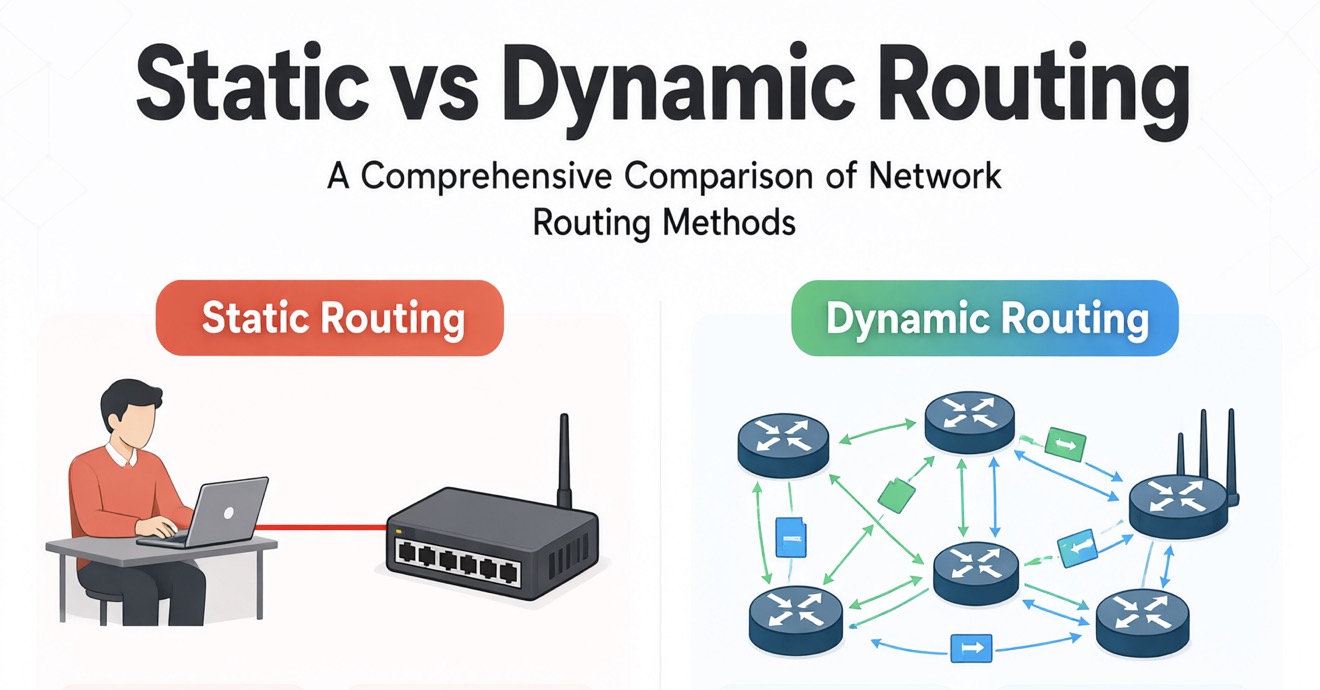 Static vs Dynamic Routing
A Comprehensive Comparison of Network
Routing Methods
Static Routing
Dynamic Routing